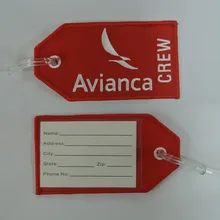 Avianca
CREW
Name:
Address:
City:
State: Zip:
Phone No.